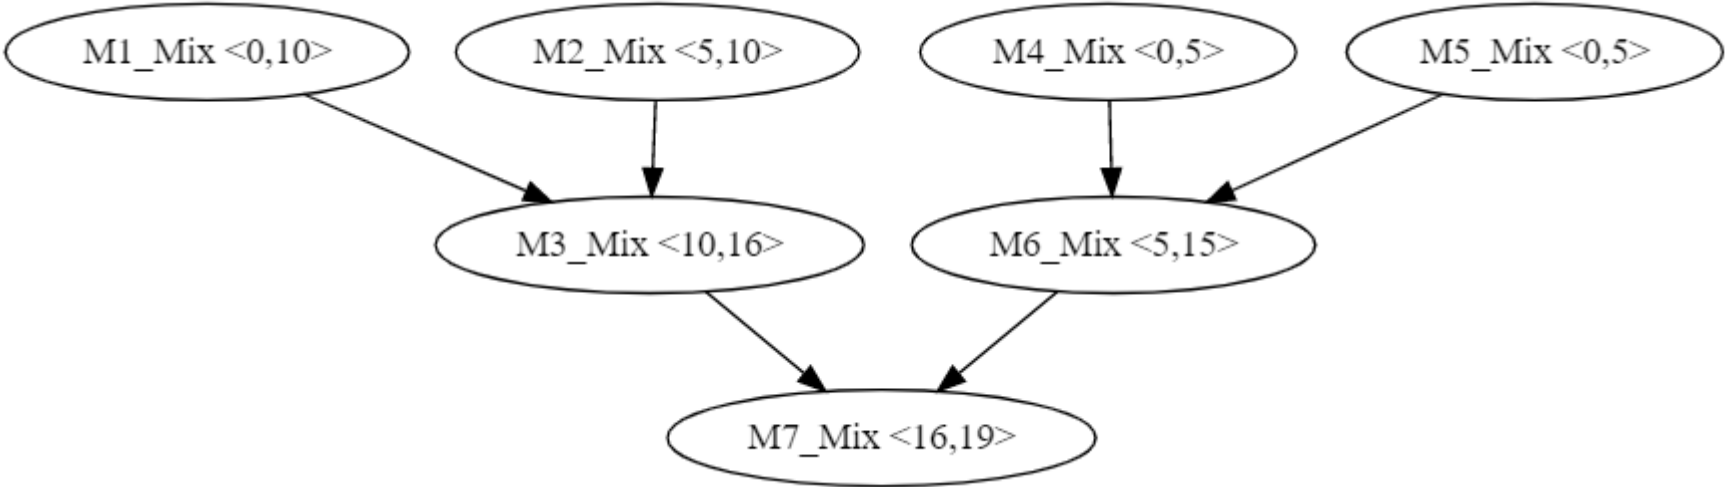 M1_Mix <0,10>
M2_Mix <5,10>
M4_Mix <0,5>
M5_Mix <0,5>
M3_Mix <10,16>
M6_Mix <5,15>
M7_Mix <16,19>